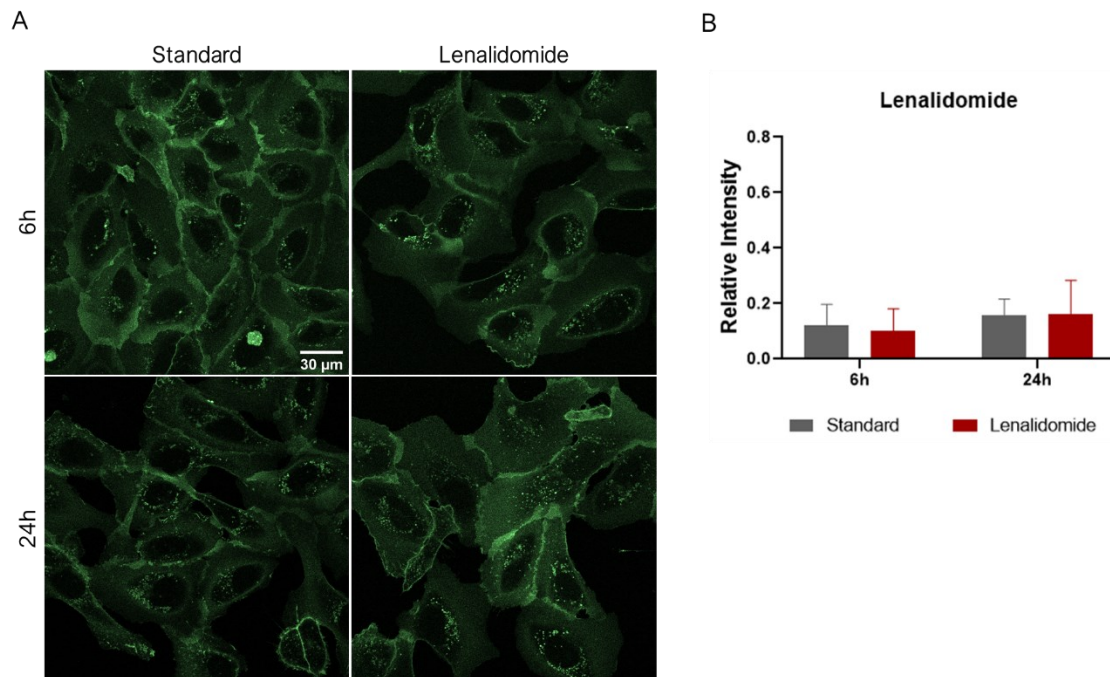 A
Standard Lenalidomide
6h
30 µm
24h
B
Lenalidomide
Relative Intensity
0.8
0.6
0.4
0.2
0.0
6h 24h
Standard Lenalidomide